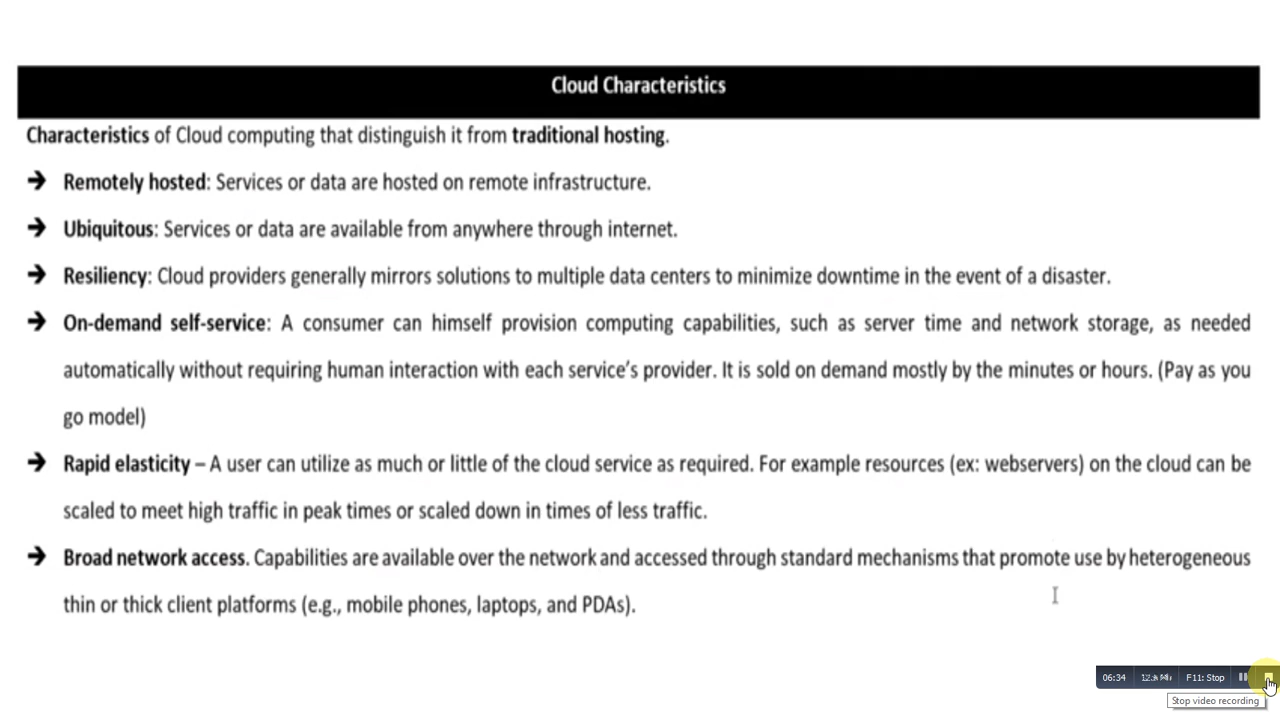 Cloud Characteristics
Characteristics of Cloud computing that distinguish it from traditional hosting.
➔ Remotely hosted: Services or data are hosted on remote infrastructure.
➔ Ubiquitous: Services or data are available from anywhere through internet.
➔ Resiliency: Cloud providers generally mirrors solutions to multiple data centers to minimize downtime in the event of a disaster.
➔ On-demand self-service: A consumer can himself provision computing capabilities, such as server time and network storage, as needed
automatically without requiring human interaction with each service's provider. It is sold on demand mostly by the minutes or hours. (Pay as you
go model)
➔ Rapid elasticity – A user can utilize as much or little of the cloud service as required. For example resources (ex: webservers) on the cloud can be
scaled to meet high traffic in peak times or scaled down in times of less traffic.
➔ Broad network access. Capabilities are available over the network and accessed through standard mechanisms that promote use by heterogeneous
thin or thick client platforms (e.g., mobile phones, laptops, and PDAs).
06:34 F11: Stop
Stop video recording